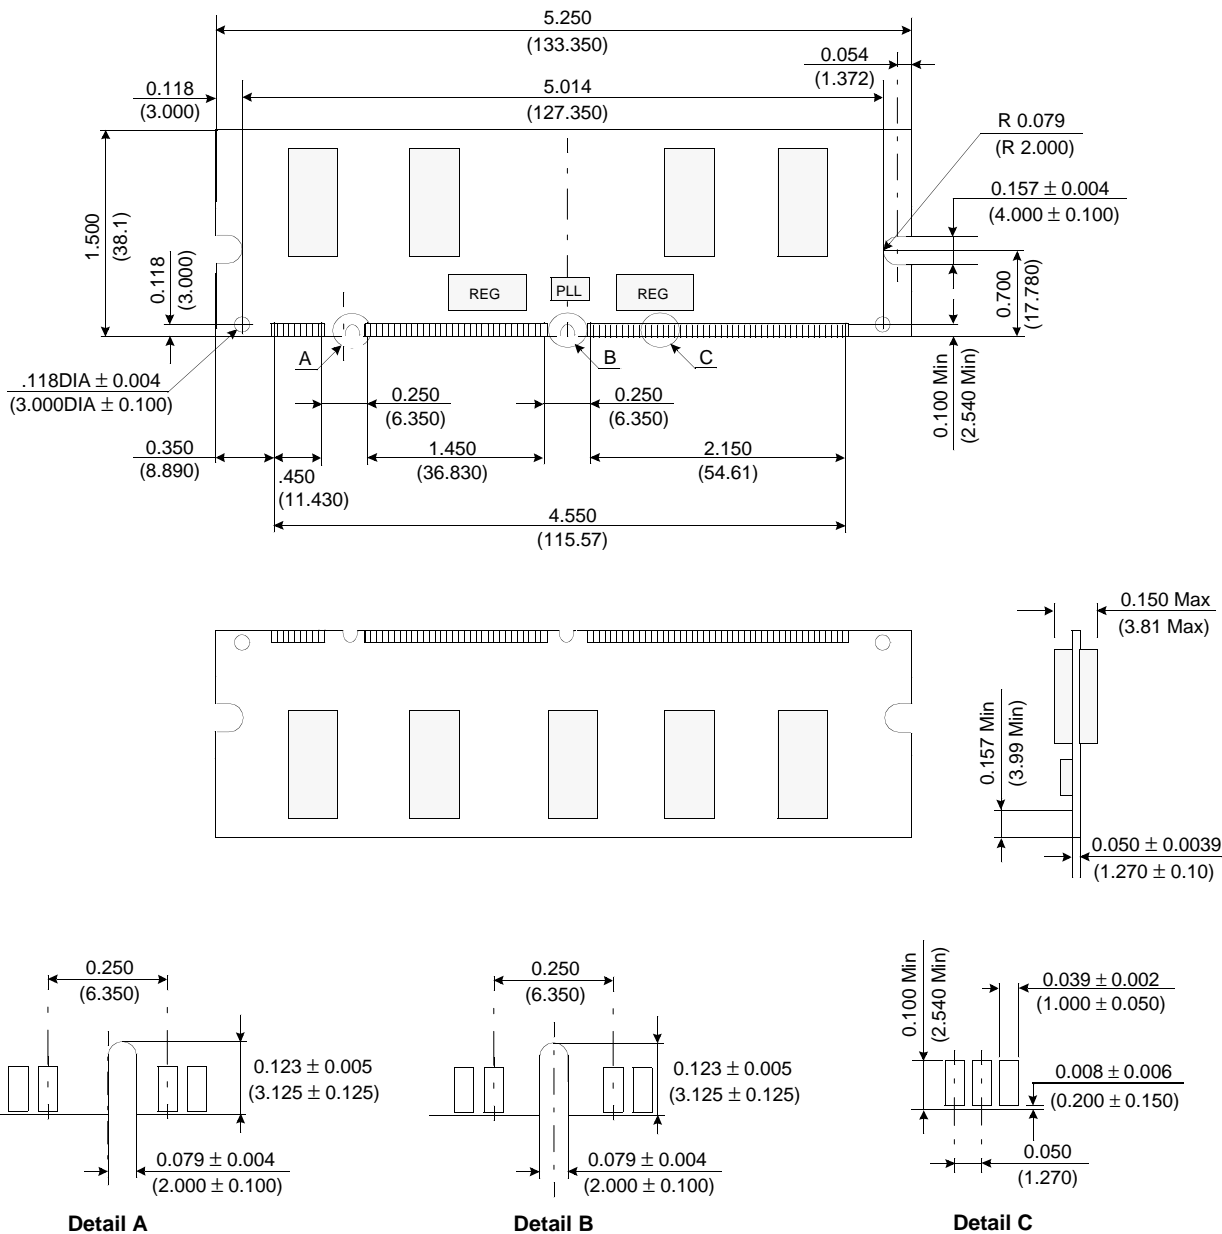 5.250
(133.350)
0.054
(1.372)
0.118
(3.000)
5.014
(127.350)
R 0.079
(R 2.000)
0.157 ± 0.004
(4.000 ± 0.100)
1.500
(38.1)
0.118
(3.000)
REG
PLL
REG
0.700
(17.780)
A
B
C
.118DIA ± 0.004
(3.000DIA ± 0.100)
0.250
(6.350)
0.250
(6.350)
0.100 Min
(2.540 Min)
0.350
(8.890)
.450
(11.430)
1.450
(36.830)
2.150
(54.61)
4.550
(115.57)
0.150 Max
(3.81 Max)
0.157 Min
(3.99 Min)
0.050 ± 0.0039
(1.270 ± 0.10)
0.250
(6.350)
0.123 ± 0.005
(3.125 ± 0.125)
0.079 ± 0.004
(2.000 ± 0.100)
Detail A
0.250
(6.350)
0.123 ± 0.005
(3.125 ± 0.125)
0.079 ± 0.004
(2.000 ± 0.100)
Detail B
0.100 Min
(2.540 Min)
0.039 ± 0.002
(1.000 ± 0.050)
0.008 ± 0.006
(0.200 ± 0.150)
0.050
(1.270)
Detail C